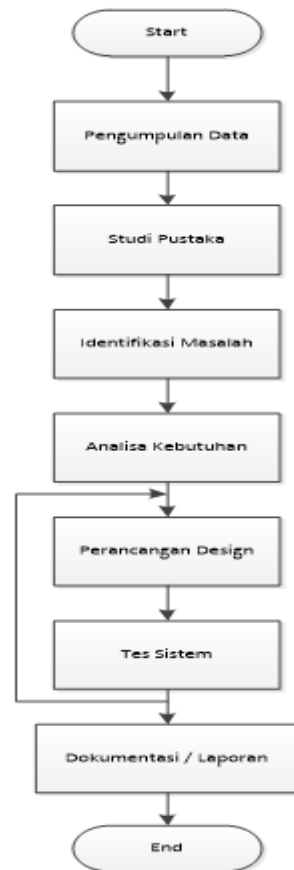 Start
Pengumpulan Data
Studi Pustaka
Identifikasi Masalah
Analisa Kebutuhan
Perancangan Design
Tes Sistem
Dokumentasi / Laporan
End